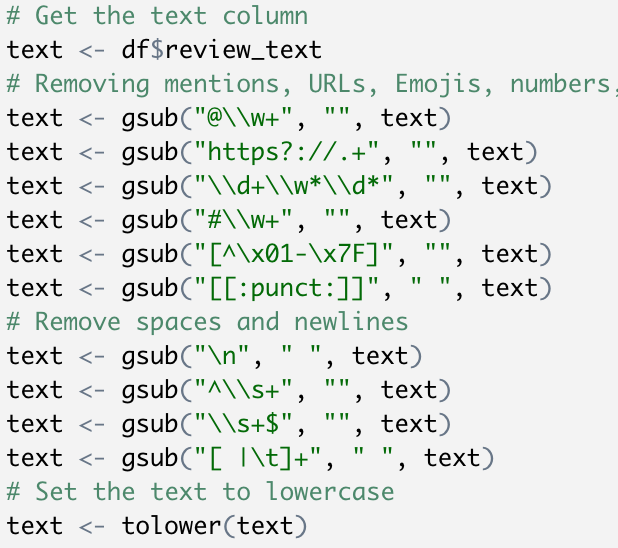 # Get the text column
text <- df$review_text
# Removing mentions, URLs, Emojis, numbers,
text <- gsub("@\\w+", "", text)
text <- gsub("https?://.+", "", text)
text <- gsub("\\d+\\w*\\d*", "", text)
text <- gsub("#\\w+", "", text)
text <- gsub("[^\x01-\x7F]", "", text)
text <- gsub("[[:punct:]]", " ", text)
# Remove spaces and newlines
text <- gsub("\n", " ", text)
text <- gsub("^\\s+", "", text)
text <- gsub("\\s+$", "", text)
text <- gsub("[ |\t]+", " ", text)
# Set the text to lowercase
text <- tolower(text)